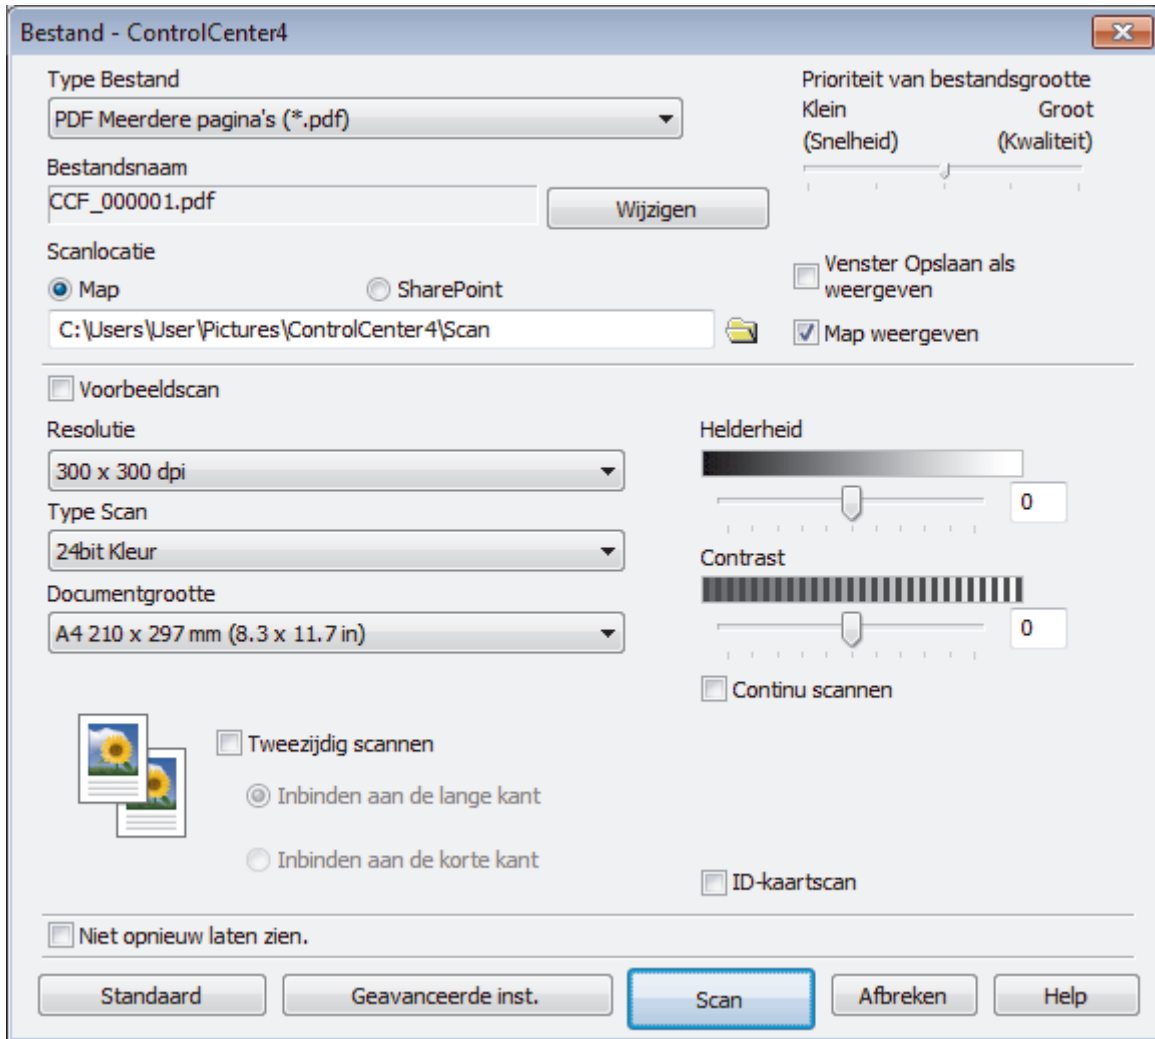 Bestand - ControlCenter4
Type Bestand
PDF Meerdere pagina's (*.pdf)
Prioriteit van bestandsgrootte
Klein Groot
(Snelheid) (Kwaliteit)
Bestandsnaam
CCF_000001.pdf
Wijzigen
Scanlocatie
Map SharePoint
C:\Users\User\Pictures\ControlCenter4\Scan
Venster Opslaan als
weergeven
Map weergeven
Voorbeeldscan
Resolutie
300 x 300 dpi
Type Scan
24bit Kleur
Documentgrootte
A4 210 x 297 mm (8.3 x 11.7 in)
Helderheid
0
Contrast
0
Continu scannen
Tweezijdig scannen
Inbinden aan de lange kant
Inbinden aan de korte kant
ID-kaartscan
Niet opnieuw laten zien.
Standaard Geavanceerde inst. Scan Afbreken Help